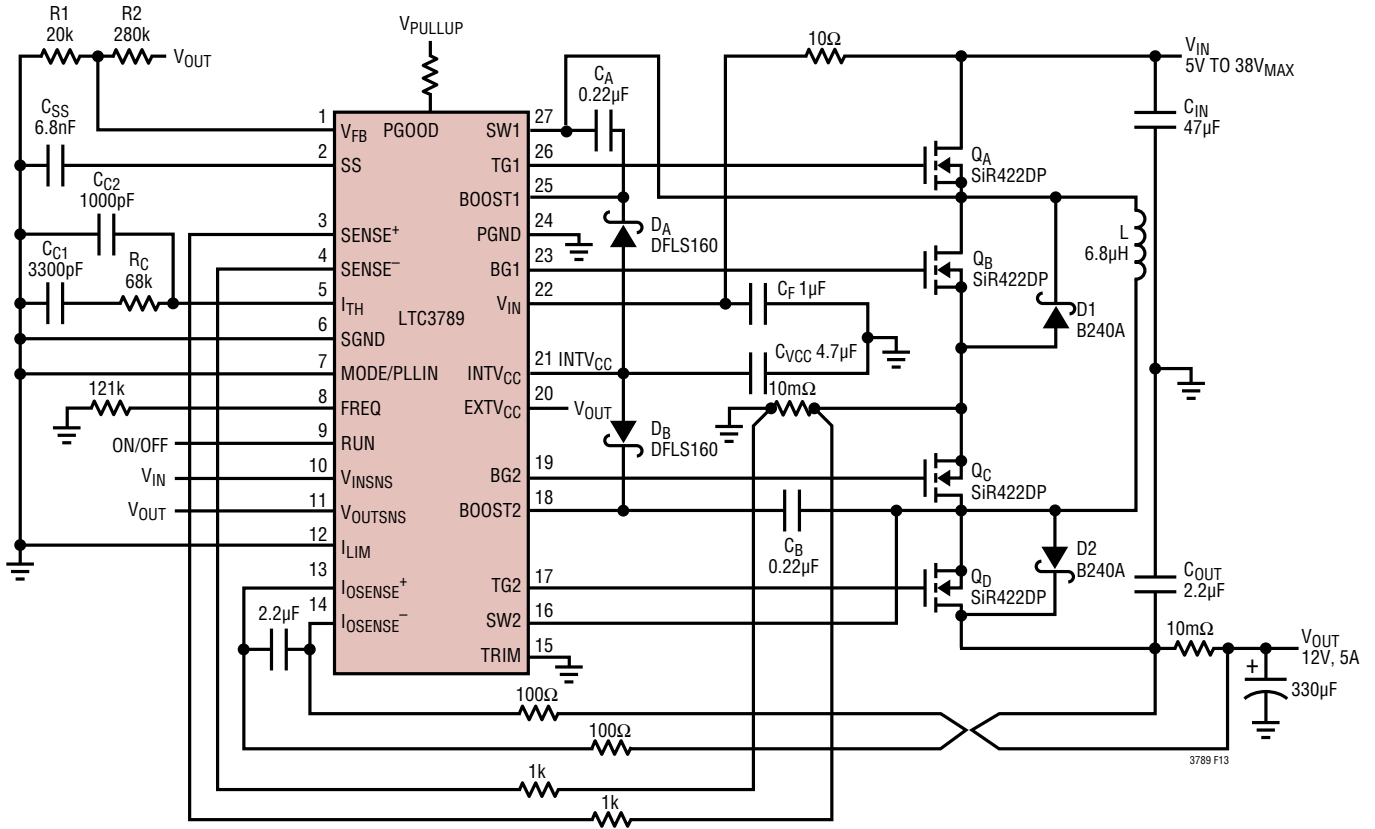 R1
20k
R2
280k
VOUT
VPULLUP
10Ω
VIN
5V TO 38VMAX
CSS
6.8nF
CA
0.22µF
CIN
47µF
1
VFB
PGOOD
SW1
27
2
SS
TG1
26
QA
SiR422DP
CC2
1000pF
BOOST1
25
3
SENSE+
PGND
24
DA
DFLS160
L
6.8µH
CC1
3300pF
RC
68k
4
SENSE–
BG1
23
QB
SiR422DP
5
ITH
VIN
22
CF 1µF
D1
B240A
LTC3789
6
SGND
7
MODE/PLLIN
INTVCC
21
INTVCC
CVCC 4.7µF
121k
8
FREQ
EXTVCC
20
VOUT
10mΩ
ON/OFF
9
RUN
DB
DFLS160
VIN
10
VINSNS
BG2
19
QC
SiR422DP
VOUT
11
VOUTSNS
BOOST2
18
12
ILIM
CB
0.22µF
D2
B240A
13
IOSENSE+
TG2
17
QD
SiR422DP
COUT
2.2µF
2.2µF
14
IOSENSE–
SW2
16
TRIM
15
10mΩ
VOUT
12V, 5A
+
330µF
100Ω
100Ω
1k
1k
3789 F13